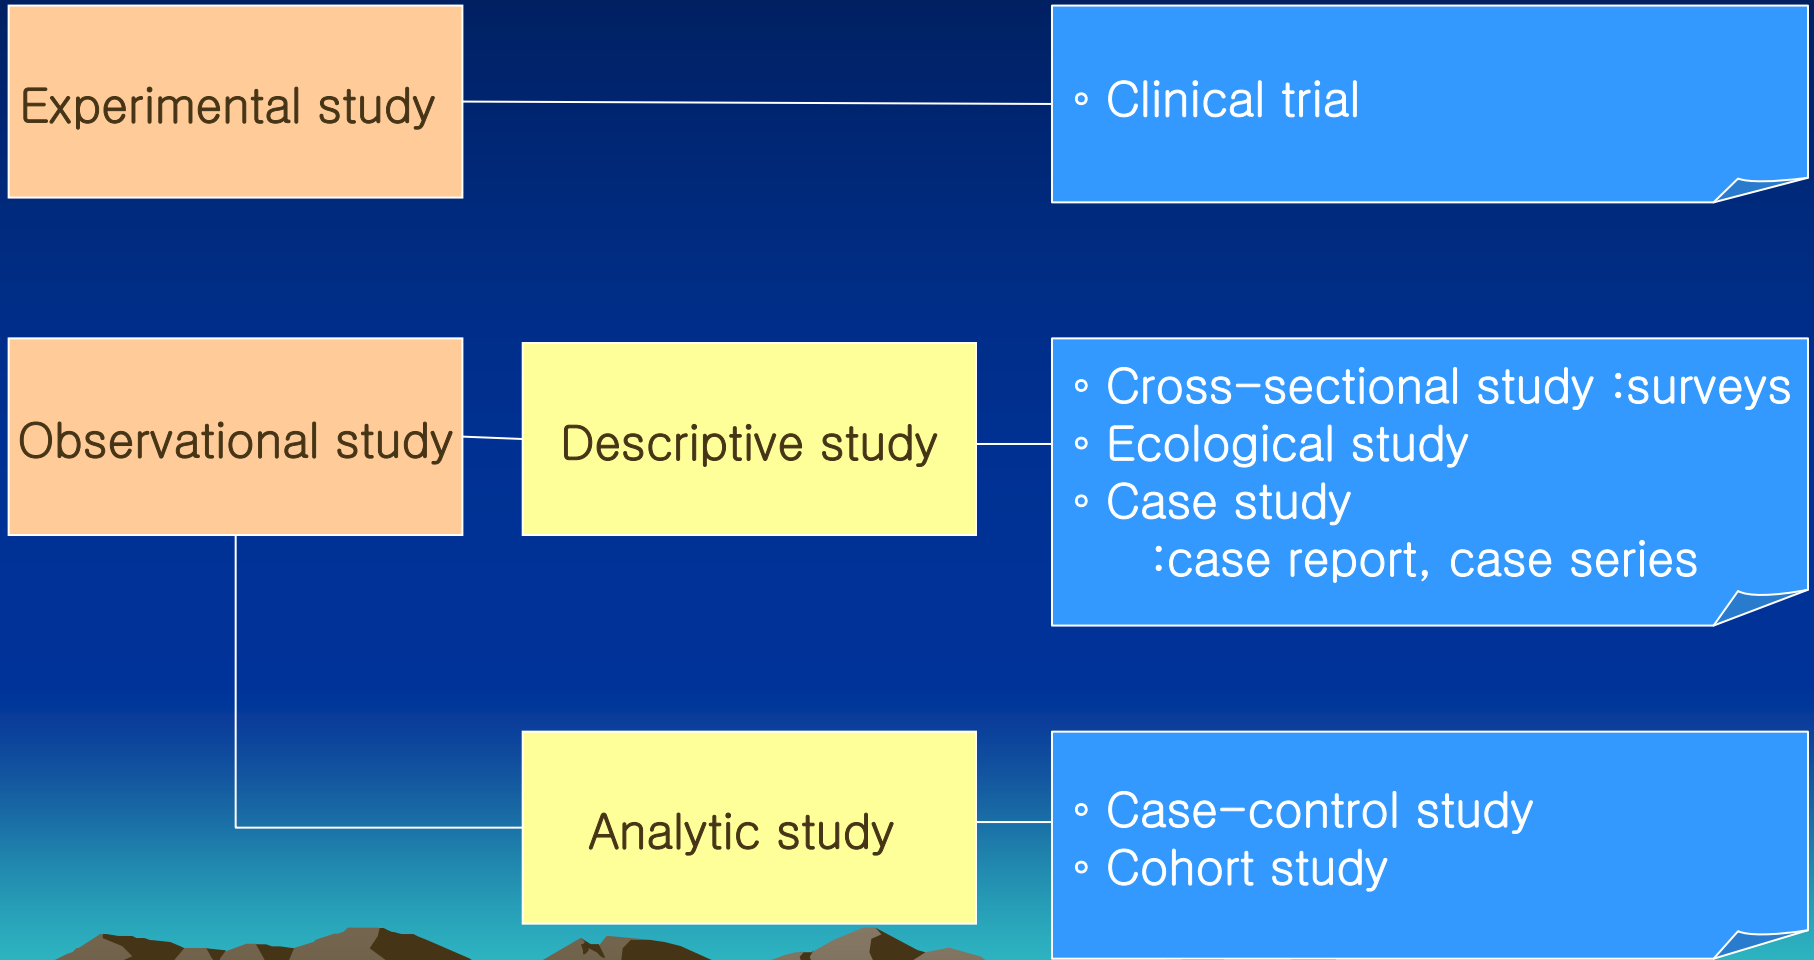 Experimental study
◦ Clinical trial
Observational study
Descriptive study
◦ Cross-sectional study :surveys
◦ Ecological study
◦ Case study
:case report, case series
Analytic study
◦ Case-control study
◦ Cohort study